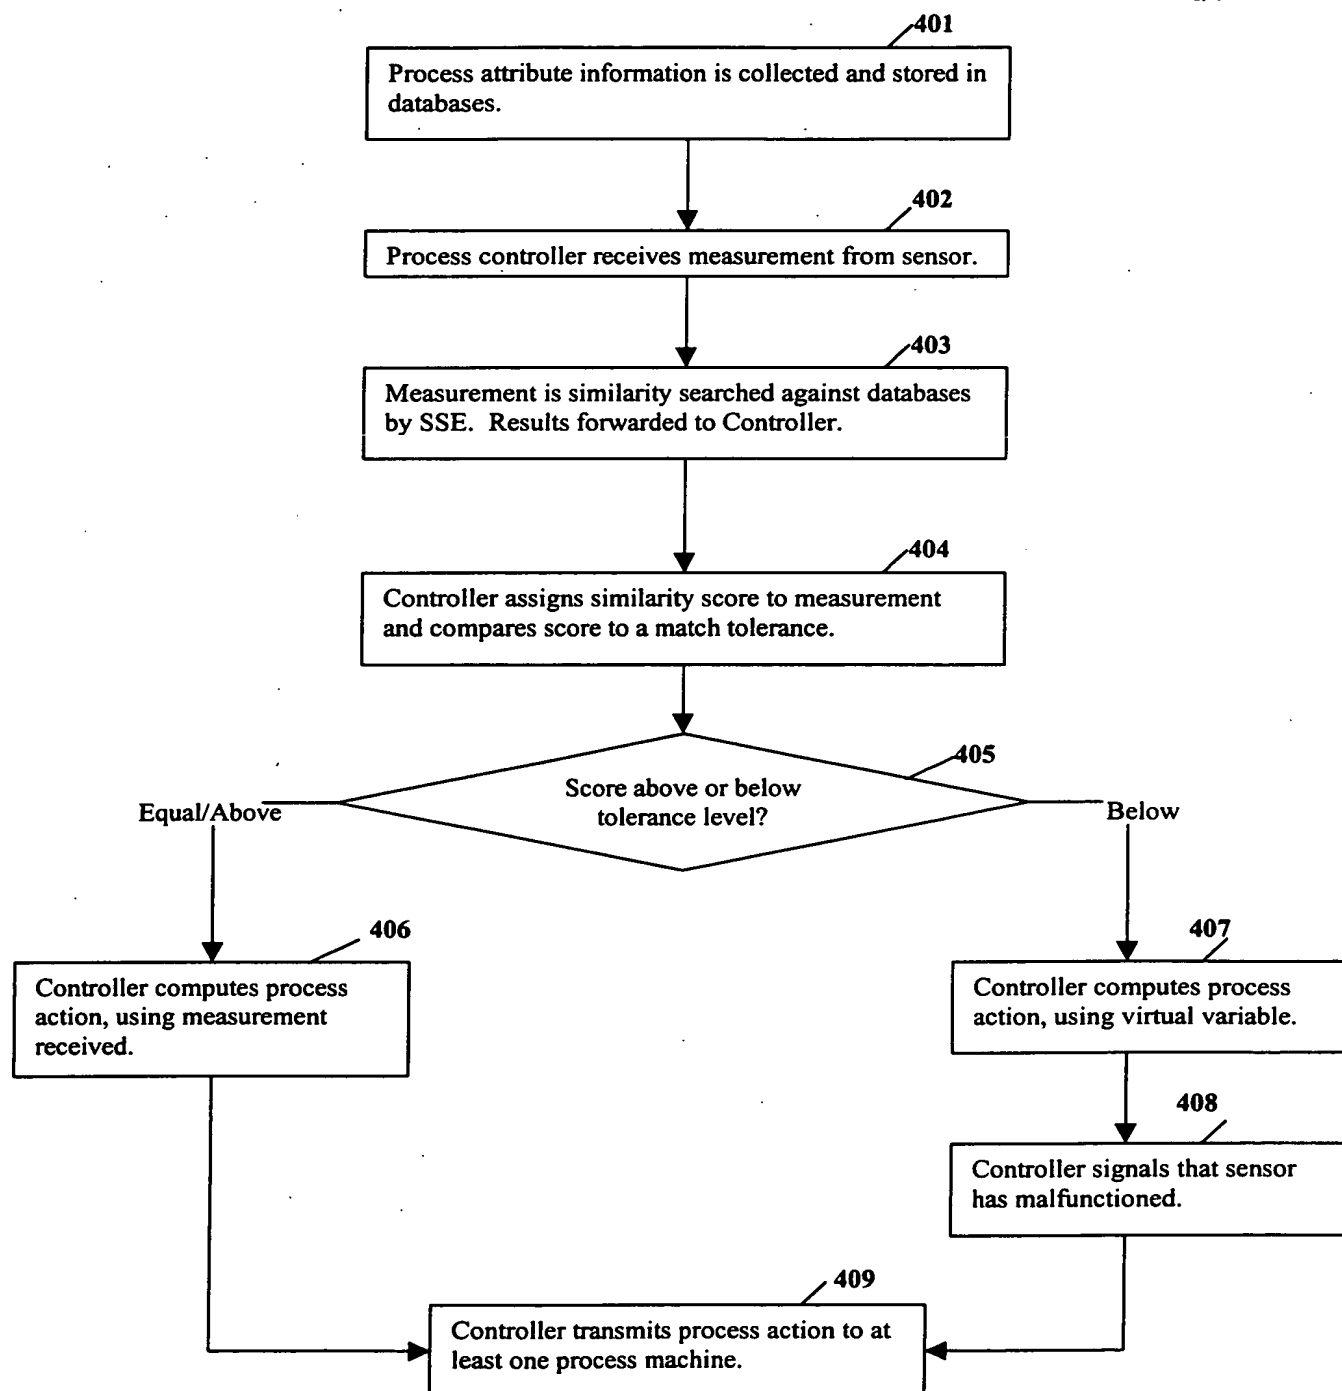 401
Process attribute information is collected and stored in
databases.
402
Process controller receives measurement from sensor.
403
Measurement is similarity searched against databases
by SSE. Results forwarded to Controller.
404
Controller assigns similarity score to measurement
and compares score to a match tolerance.
405
Score above or below
tolerance level?
Equal/Above
Below
406
Controller computes process
action, using measurement
received.
407
Controller computes process
action, using virtual variable.
408
Controller signals that sensor
has malfunctioned.
409
Controller transmits process action to at
least one process machine.